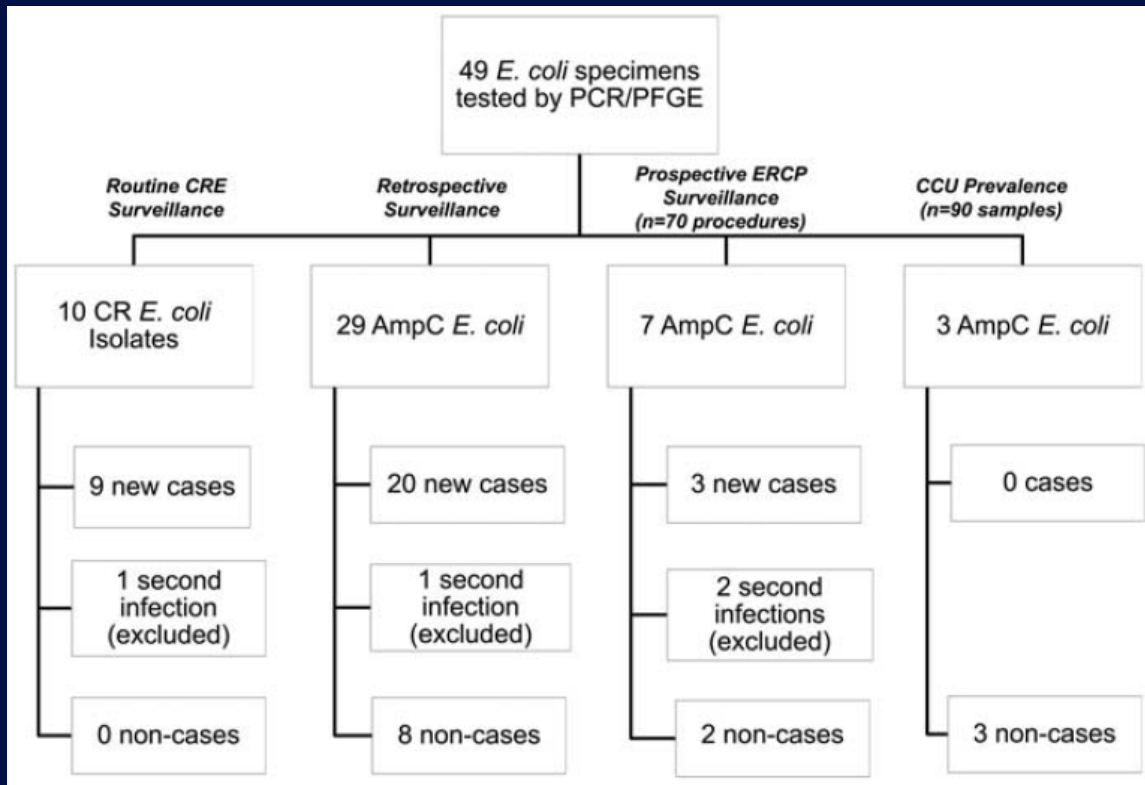 49 E. coli specimens
tested by PCR/PFGE
Routine CRE
Surveillance
Retrospective
Surveillance
Prospective ERCP
Surveillance
(n=70 procedures)
CCU Prevalence
(n=90 samples)
10 CR E. coli
Isolates
29 AmpC E. coli
7 AmpC E. coli
3 AmpC E. coli
9 new cases
20 new cases
3 new cases
0 cases
1 second
infection
(excluded)
1 second
infection
(excluded)
2 second
infections
(excluded)
0 non-cases
8 non-cases
2 non-cases
3 non-cases